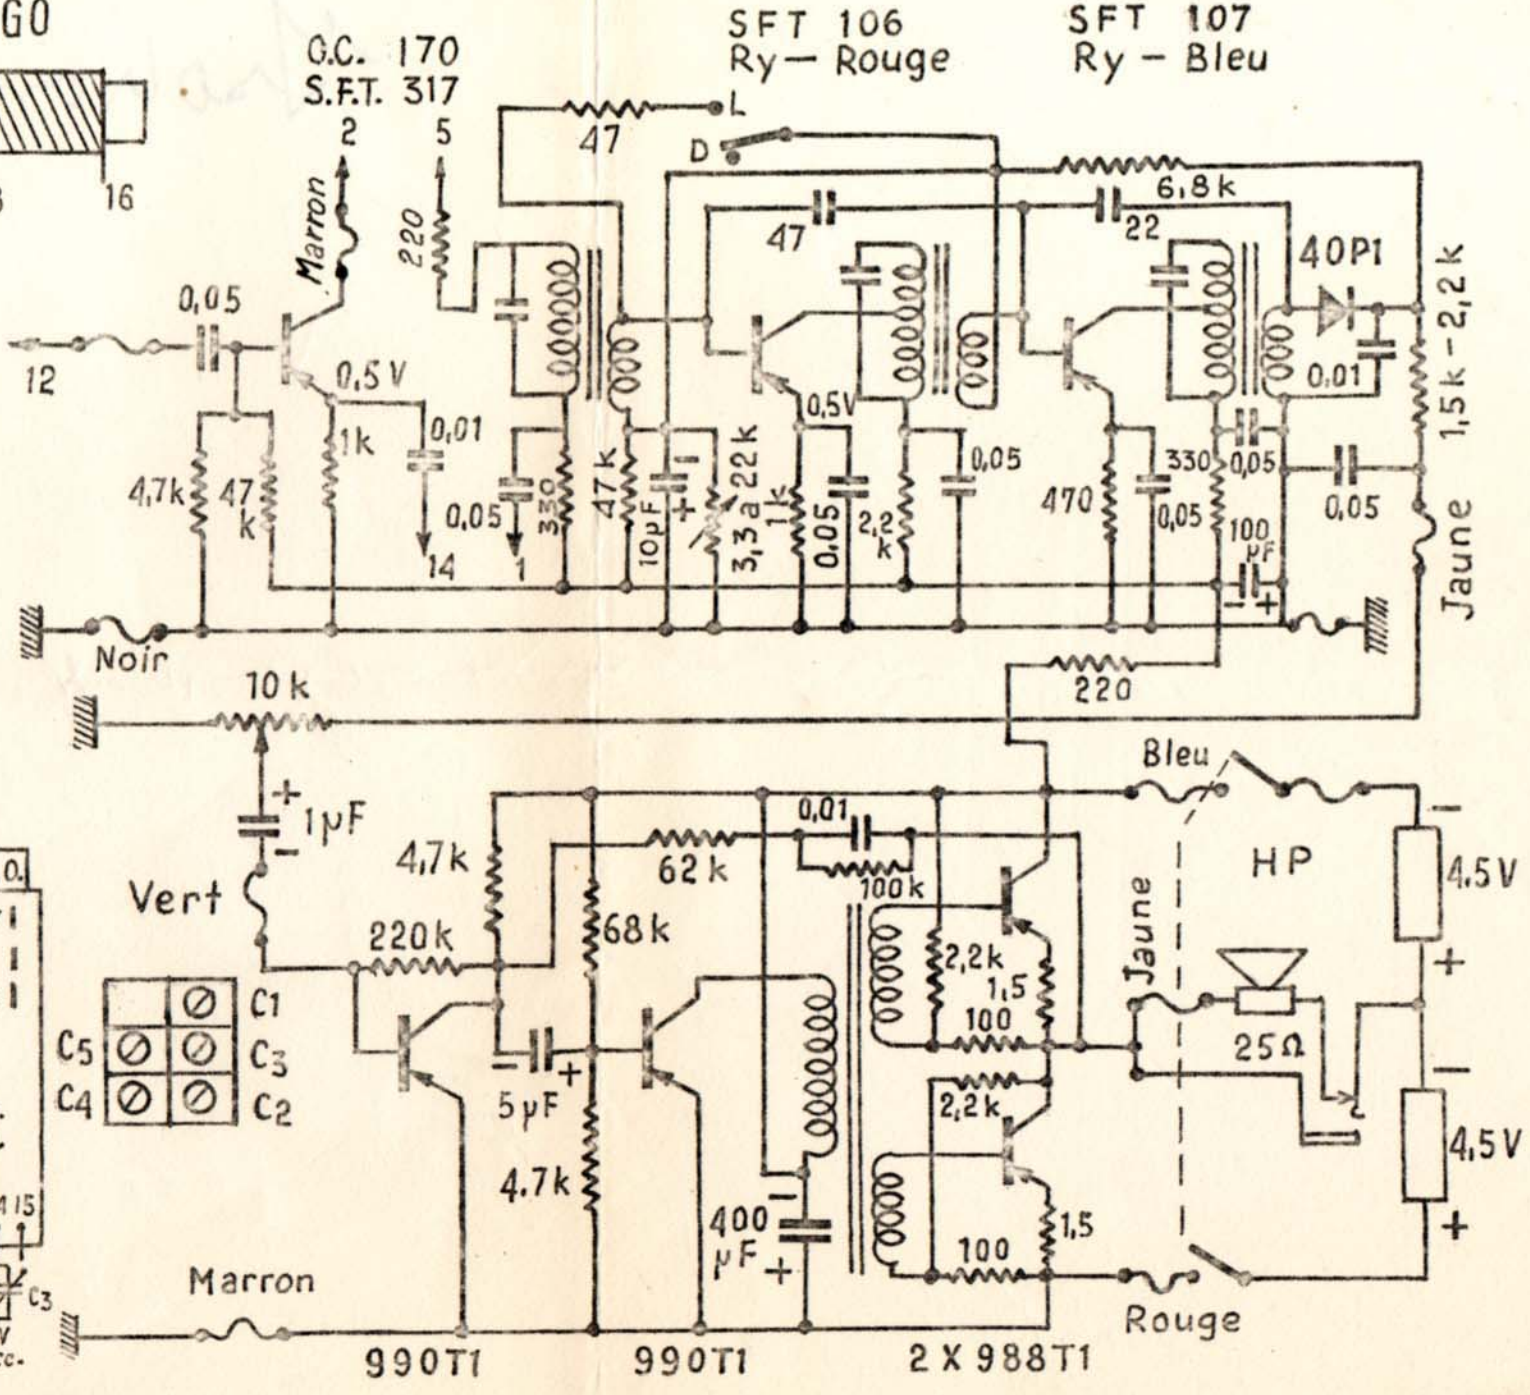 GO
O.C. 170
S.F.T. 317
2
5
SFT 106
Ry - Rouge
SFT 107
Ry - Bleu
16
L
47
D
6,8k
Marron
220
47
22
40P1
0,05
12
0,5V
0,5V
0.01
1,5k-2,2k
1k
0,01
4,7k
47
k
0,05
330
47k
10µF
-
+
3,3 a 22k
1k
0.05
2,2
k
0,05
470
0,05
330
0,05
100
µF
- +
0.05
14
1
Jaune
Noir
10k
220
+
1µF
-
Bleu
-
4,7k
0,01
62k
100k
HP
4.5V
+
Vert
220k
68k
2,2k
1,5
100
Jaune
0.
C1
C5
C3
C4
C2
25Ω
-
- +
5µF
2,2k
4,5V
+
4.7k
-
400
µF
+
1,5
100
15
C3
Marron
Rouge
990T1
990T1
2 X 988T1